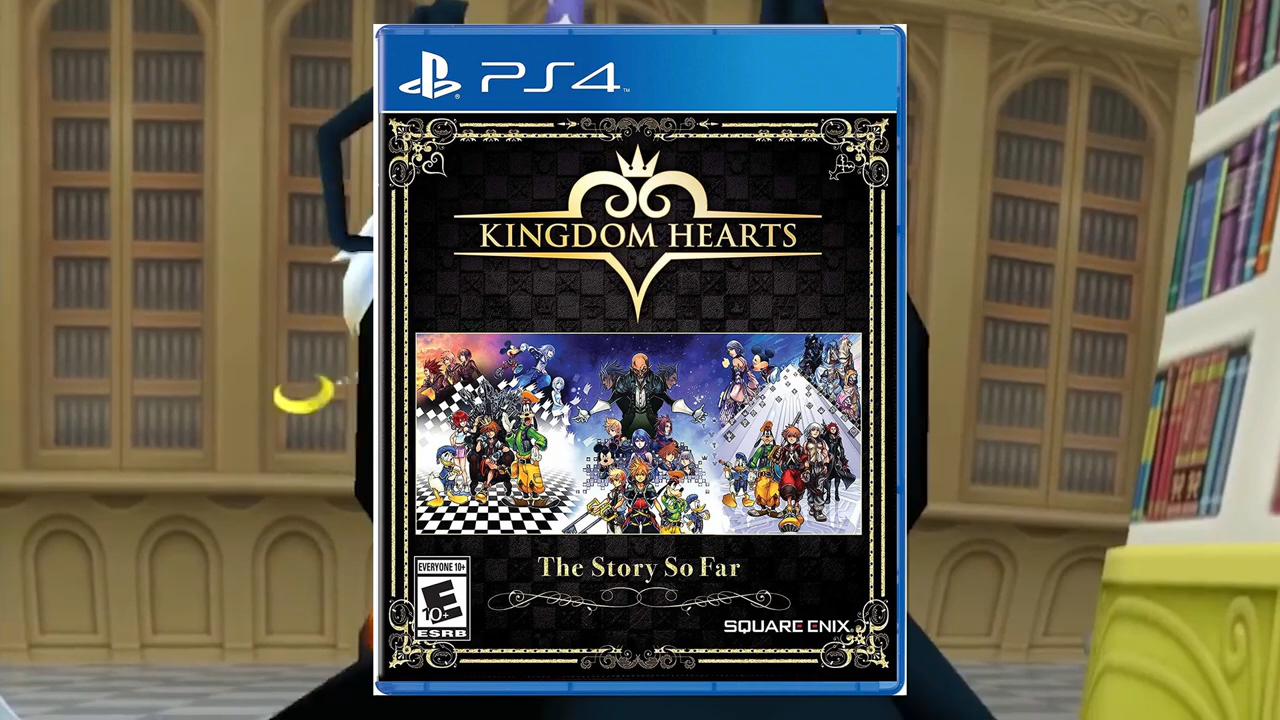 PS4
KINGDOM HEARTS
The Story So Far
EVERYONE 10+
E
10+
ESRB
SQUARE ENIX